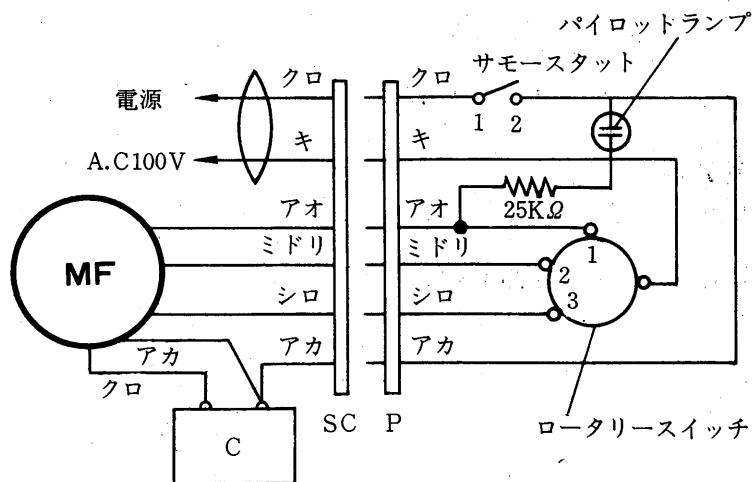 パイロットランプ
サモースタット
クロ
クロ
電源
1 2
キ
キ
A.C100V
アオ
アオ
25KΩ
ミドリ
ミドリ
1
MF
2
シロ
シロ
3
アカ
アカ
アカ
クロ
SC P
ロータリースイッチ
C